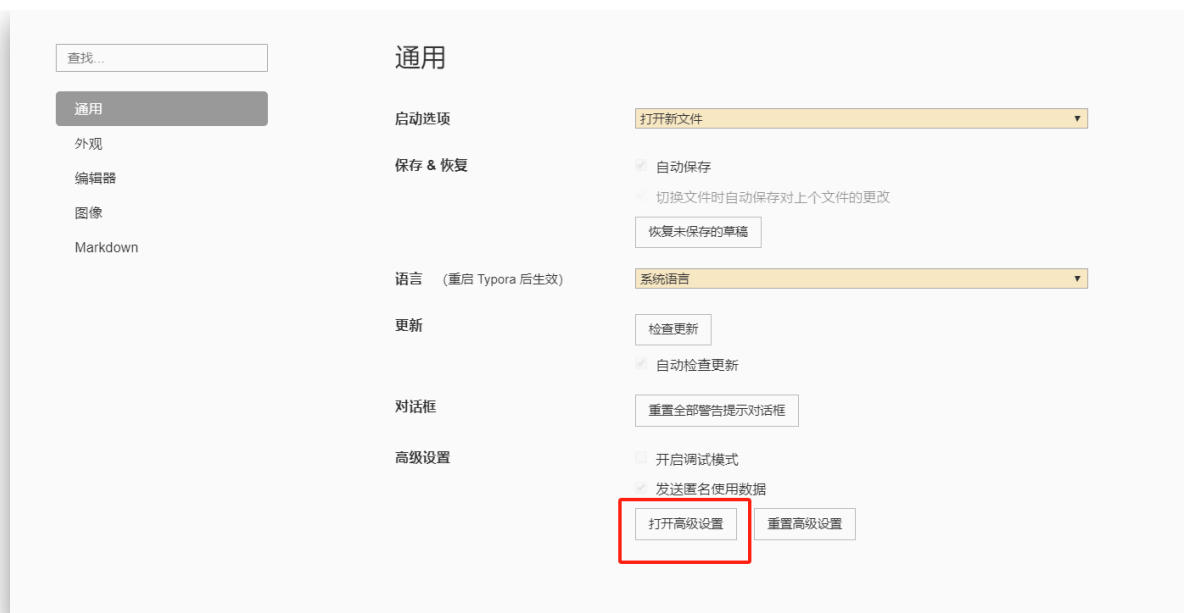 查找...
通用
外观
编辑器
图像
Markdown
通用
启动选项 打开新文件
保存 & 恢复 自动保存
切换文件时自动保存对上个文件的更改
恢复未保存的草稿
语言 (重启 Typora 后生效) 系统语言
更新 检查更新
自动检查更新
对话框 重置全部警告提示对话框
高级设置 开启调试模式
发送匿名使用数据
打开高级设置 重置高级设置